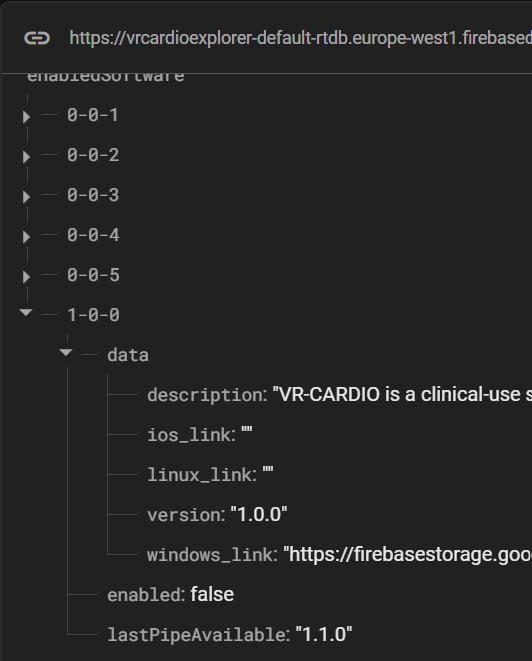 https://vrcardioexplorer-default-rtdb.europe-west1.firebased
enabledSoftware
0-0-1
0-0-2
0-0-3
0-0-4
0-0-5
1-0-0
data
description: "VR-CARDIO is a clinical-use s
ios_link: ""
linux_link: ""
version: "1.0.0"
windows_link: "https://firebasestorage.goo
enabled: false
lastPipeAvailable: "1.1.0"